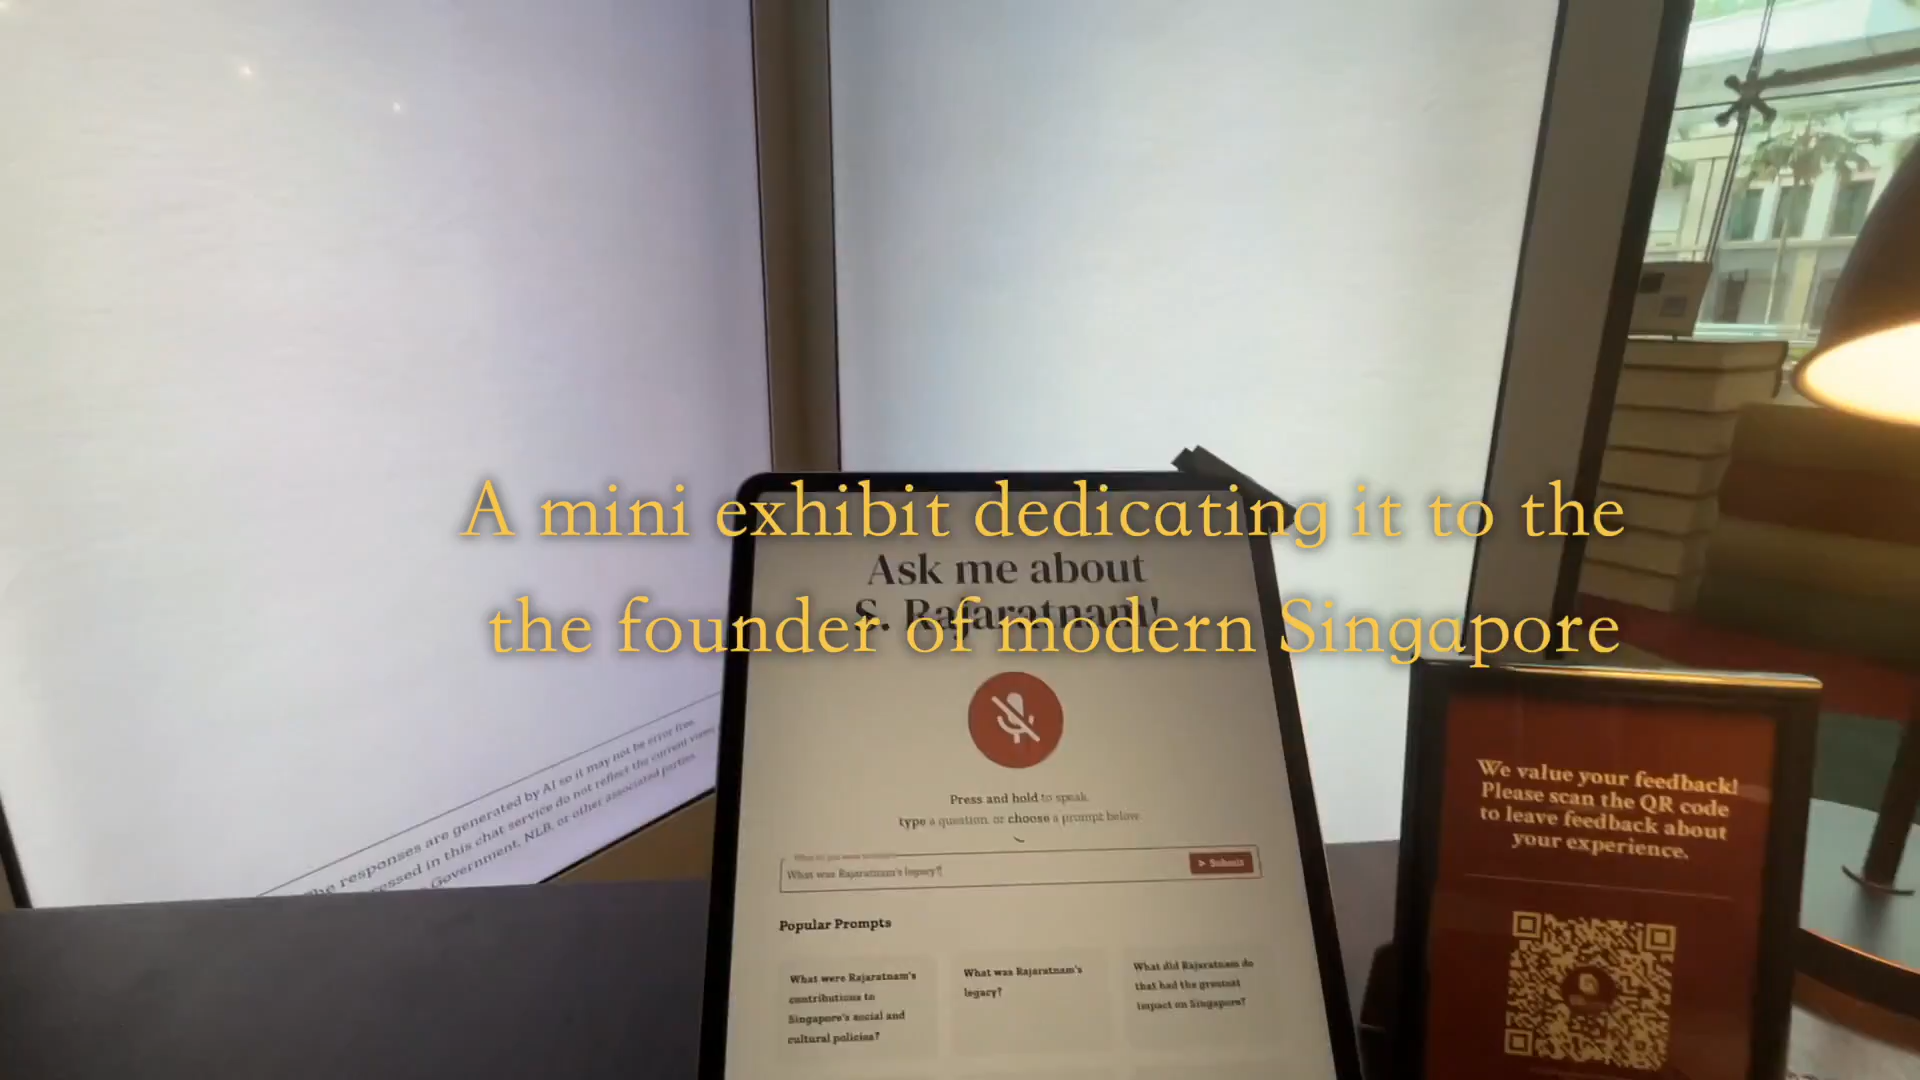 A mini exhibit dedicating it to the
the founder of modern Singapore
Ask me about
S. Rajaratnam!
Press and hold to speak,
type a question, or choose a prompt below.
What was Rajaratnam's legacy?
Submit
Popular Prompts
What were Rajaratnam's
contributions to
Singapore's social and
cultural policies?
What was Rajaratnam's
legacy?
What did Rajaratnam do
that had the greatest
impact on Singapore?
responses are generated by AI so it may not be error free.
in this chat service do not reflect the current views
Government, NLB, or other associated parties.
We value your feedback!
Please scan the QR code
to leave feedback about
your experience.